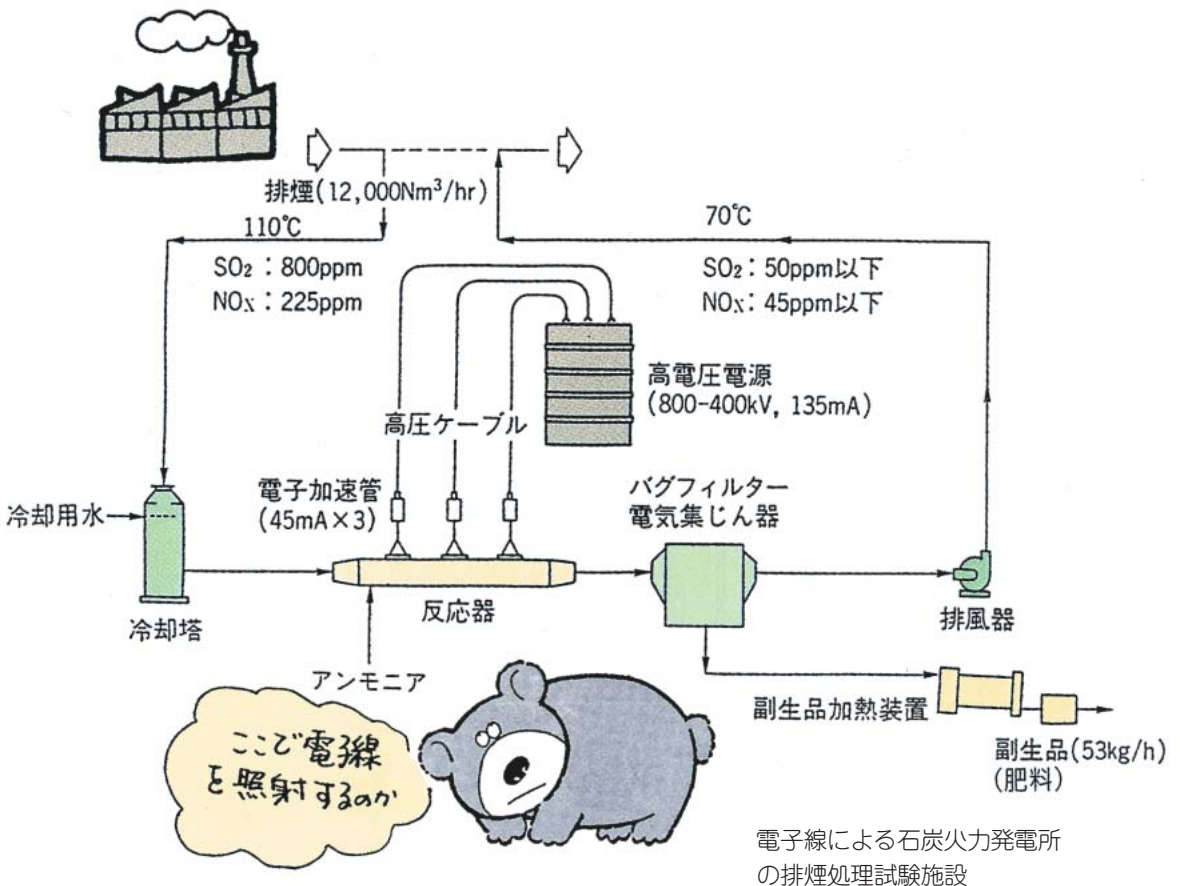 排煙(12,000Nm³/hr)
110℃
SO₂：800ppm
NOx：225ppm
70℃
SO₂：50ppm以下
NOx：45ppm以下
高電圧電源
(800-400kV, 135mA)
高圧ケーブル
電子加速管
(45mA×3)
バグフィルター
電気集じん器
冷却用水
冷却塔
反応器
排風器
アンモニア
副生品加熱装置
副生品(53kg/h)
(肥料)
ここで電子線
を照射するのか
電子線による石炭火力発電所
の排煙処理試験施設